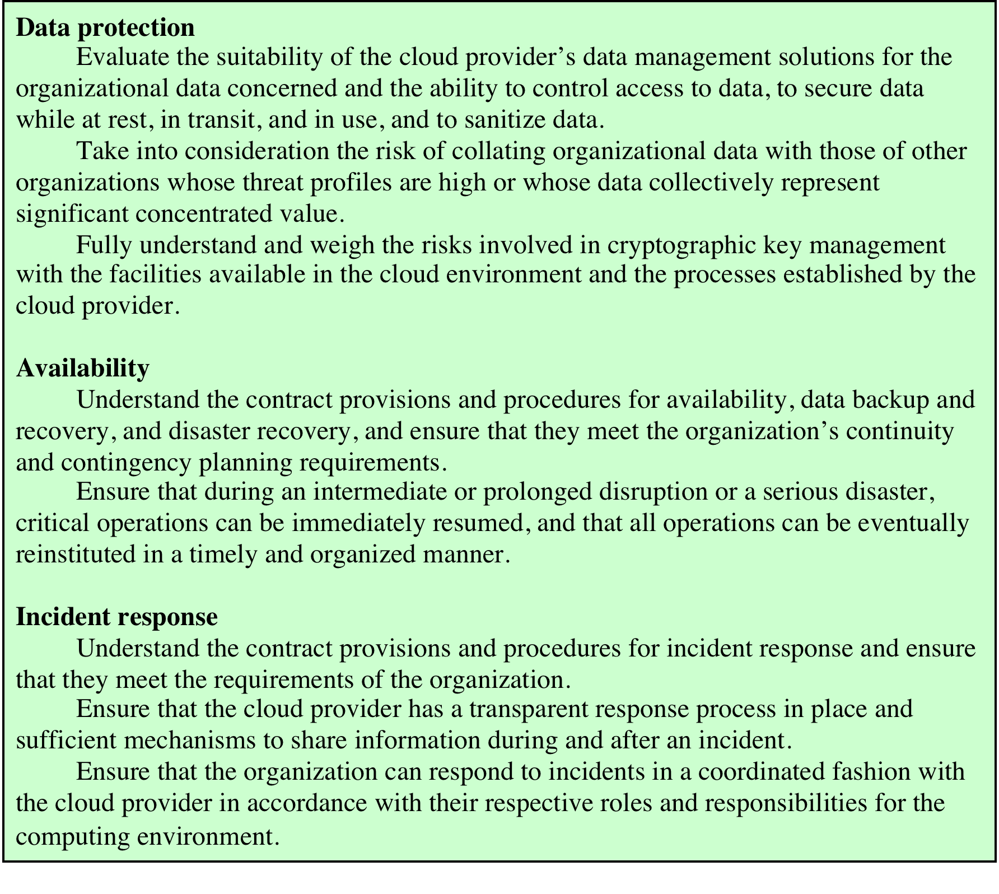 Data protection
Evaluate the suitability of the cloud provider’s data management solutions for the
organizational data concerned and the ability to control access to data, to secure data
while at rest, in transit, and in use, and to sanitize data.
Take into consideration the risk of collating organizational data with those of other
organizations whose threat profiles are high or whose data collectively represent
significant concentrated value.
Fully understand and weigh the risks involved in cryptographic key management
with the facilities available in the cloud environment and the processes established by the
cloud provider.
Availability
Understand the contract provisions and procedures for availability, data backup and
recovery, and disaster recovery, and ensure that they meet the organization’s continuity
and contingency planning requirements.
Ensure that during an intermediate or prolonged disruption or a serious disaster,
critical operations can be immediately resumed, and that all operations can be eventually
reinstituted in a timely and organized manner.
Incident response
Understand the contract provisions and procedures for incident response and ensure
that they meet the requirements of the organization.
Ensure that the cloud provider has a transparent response process in place and
sufficient mechanisms to share information during and after an incident.
Ensure that the organization can respond to incidents in a coordinated fashion with
the cloud provider in accordance with their respective roles and responsibilities for the
computing environment.